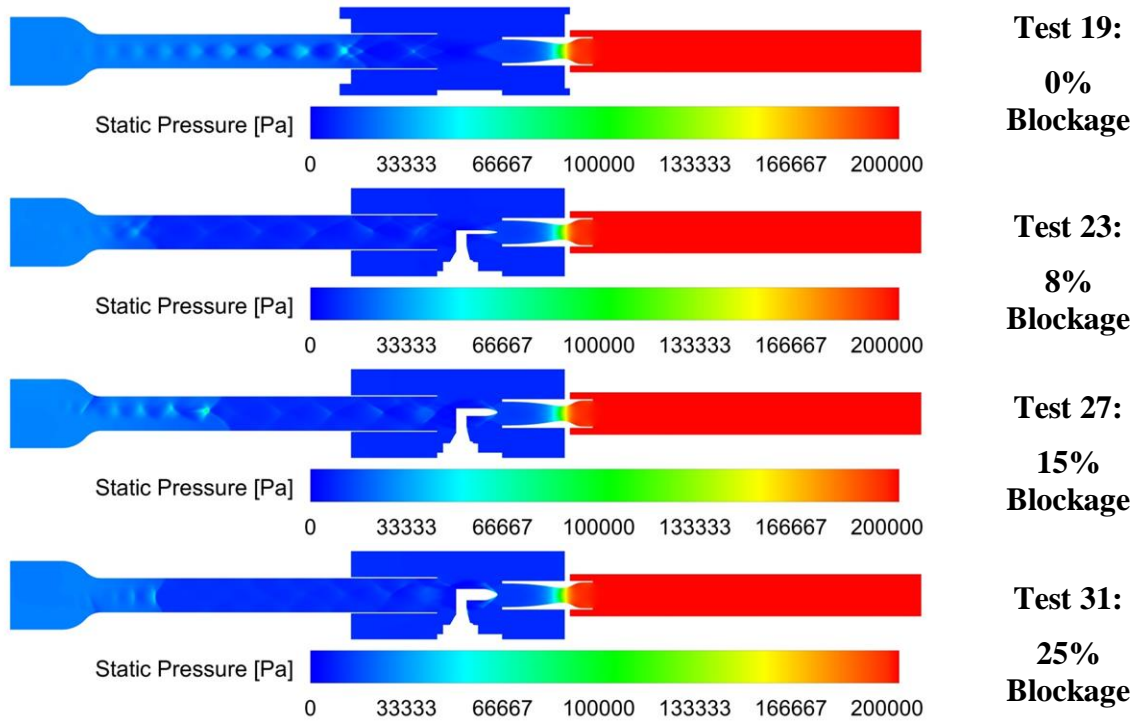 Test 19:
0%
Blockage
Static Pressure [Pa]
0 33333 66667 100000 133333 166667 200000
Test 23:
8%
Blockage
Static Pressure [Pa]
0 33333 66667 100000 133333 166667 200000
Test 27:
15%
Blockage
Static Pressure [Pa]
0 33333 66667 100000 133333 166667 200000
Test 31:
25%
Blockage
Static Pressure [Pa]
0 33333 66667 100000 133333 166667 200000